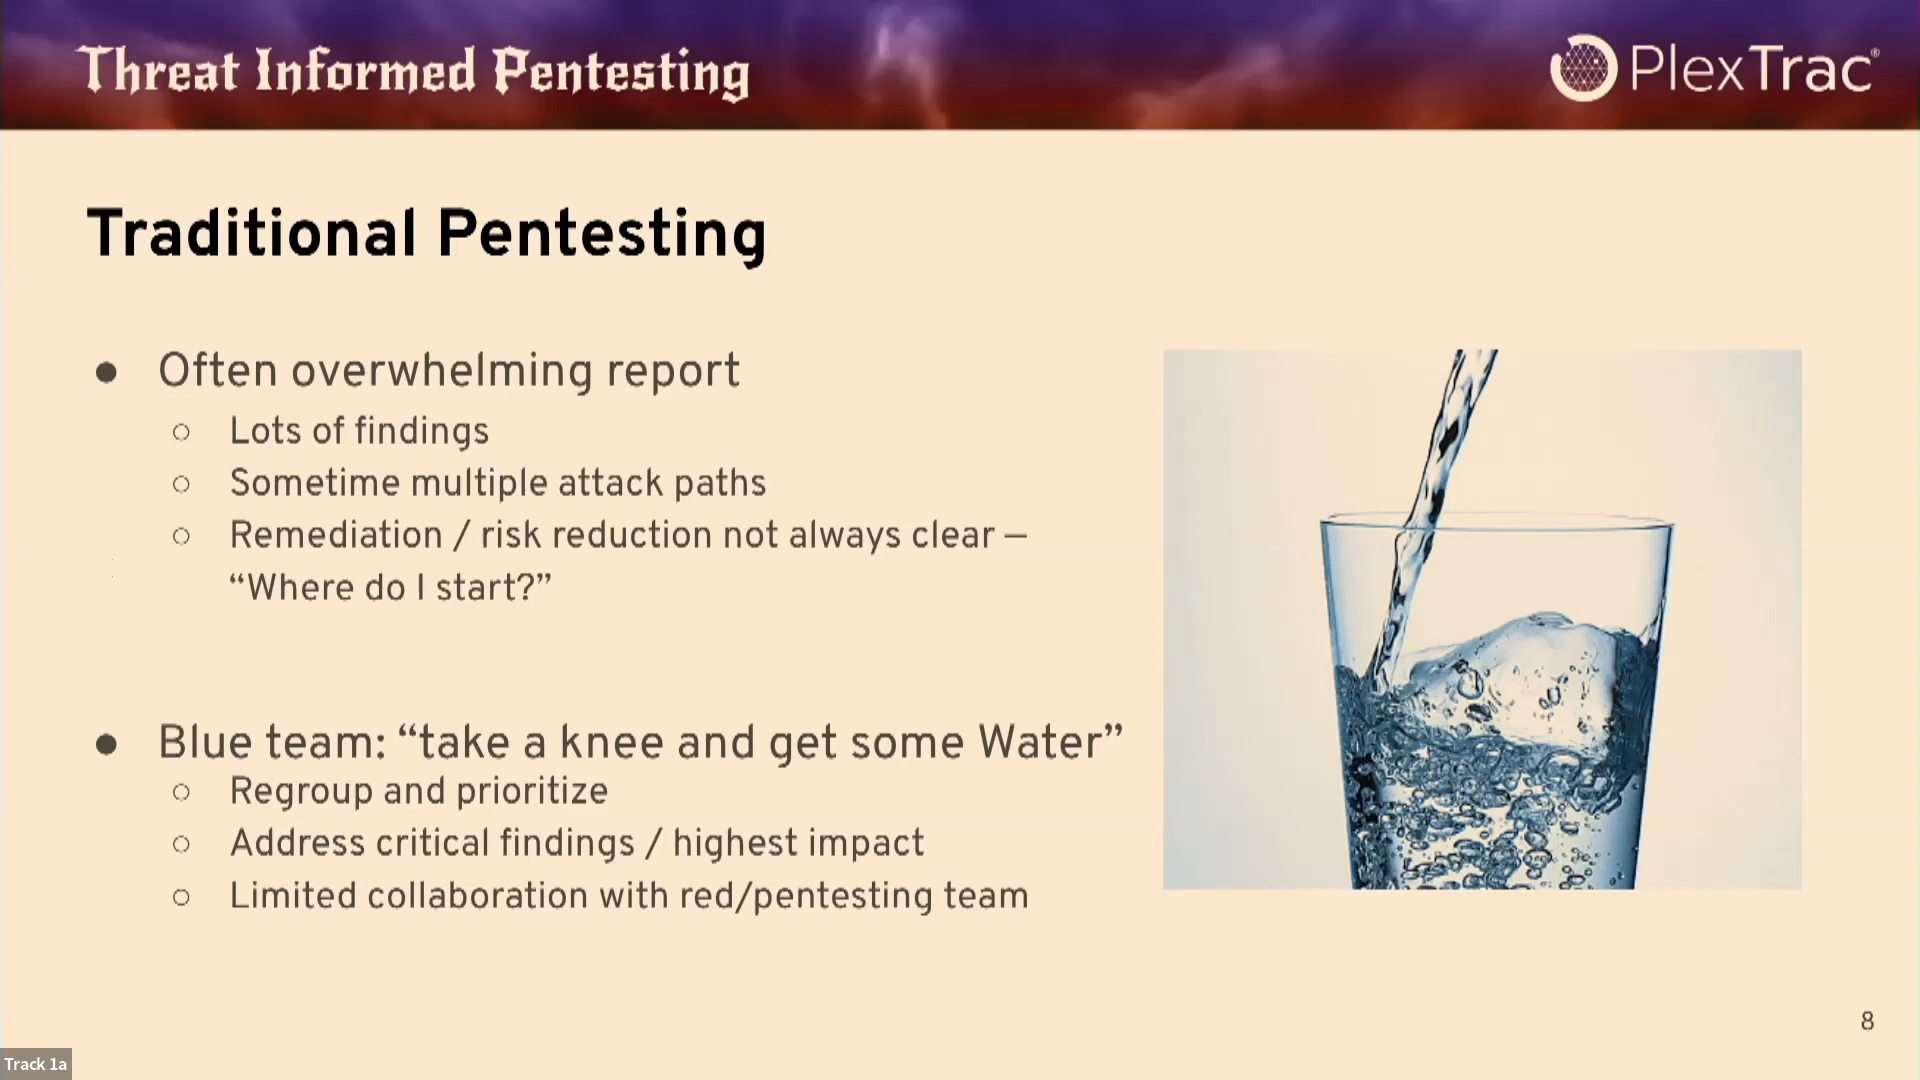 Threat Informed Pentesting
PlexTrac®
Traditional Pentesting
● Often overwhelming report
○ Lots of findings
○ Sometime multiple attack paths
○ Remediation / risk reduction not always clear –
“Where do I start?”
● Blue team: “take a knee and get some Water”
○ Regroup and prioritize
○ Address critical findings / highest impact
○ Limited collaboration with red/pentesting team
8
Track 1a